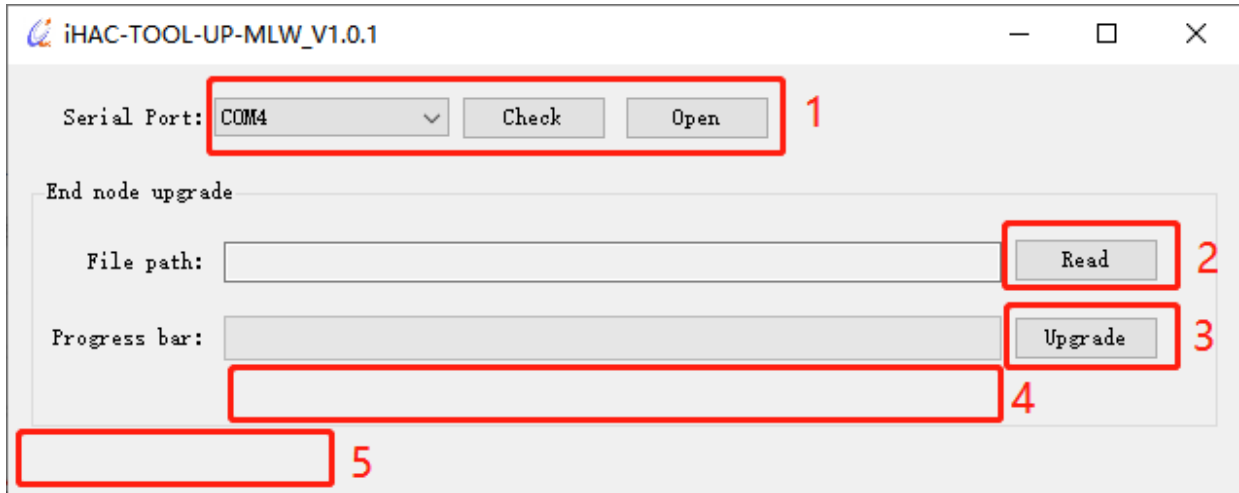 iHAC-TOOL-UP-MLW_V1.0.1
Serial Port: COM4 Check Open 1
End node upgrade
File path: Read 2
Progress bar: Upgrade 3
4
5